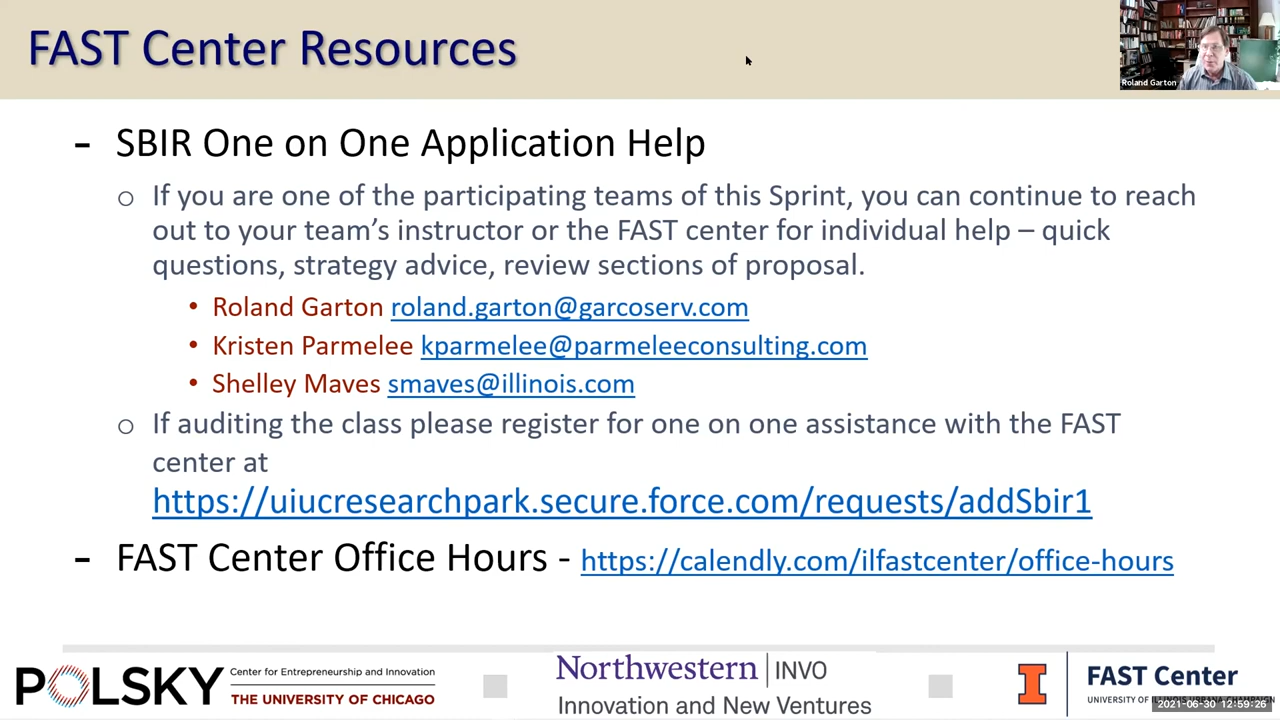 FAST Center Resources
Roland Garton
- SBIR One on One Application Help
o If you are one of the participating teams of this Sprint, you can continue to reach
out to your team’s instructor or the FAST center for individual help – quick
questions, strategy advice, review sections of proposal.
• Roland Garton roland.garton@garcoserv.com
• Kristen Parmelee kparmelee@parmeleeconsulting.com
• Shelley Maves smaves@illinois.com
o If auditing the class please register for one on one assistance with the FAST
center at
https://uiucresearchpark.secure.force.com/requests/addSbir1
- FAST Center Office Hours - https://calendly.com/ilfastcenter/office-hours
POLSKY Center for Entrepreneurship and Innovation
THE UNIVERSITY OF CHICAGO
Northwestern | INVO
Innovation and New Ventures
I FAST Center
UNIVERSITY OF ILLINOIS URBANA-CHAMPAIGN
2021-06-30 12:59:26